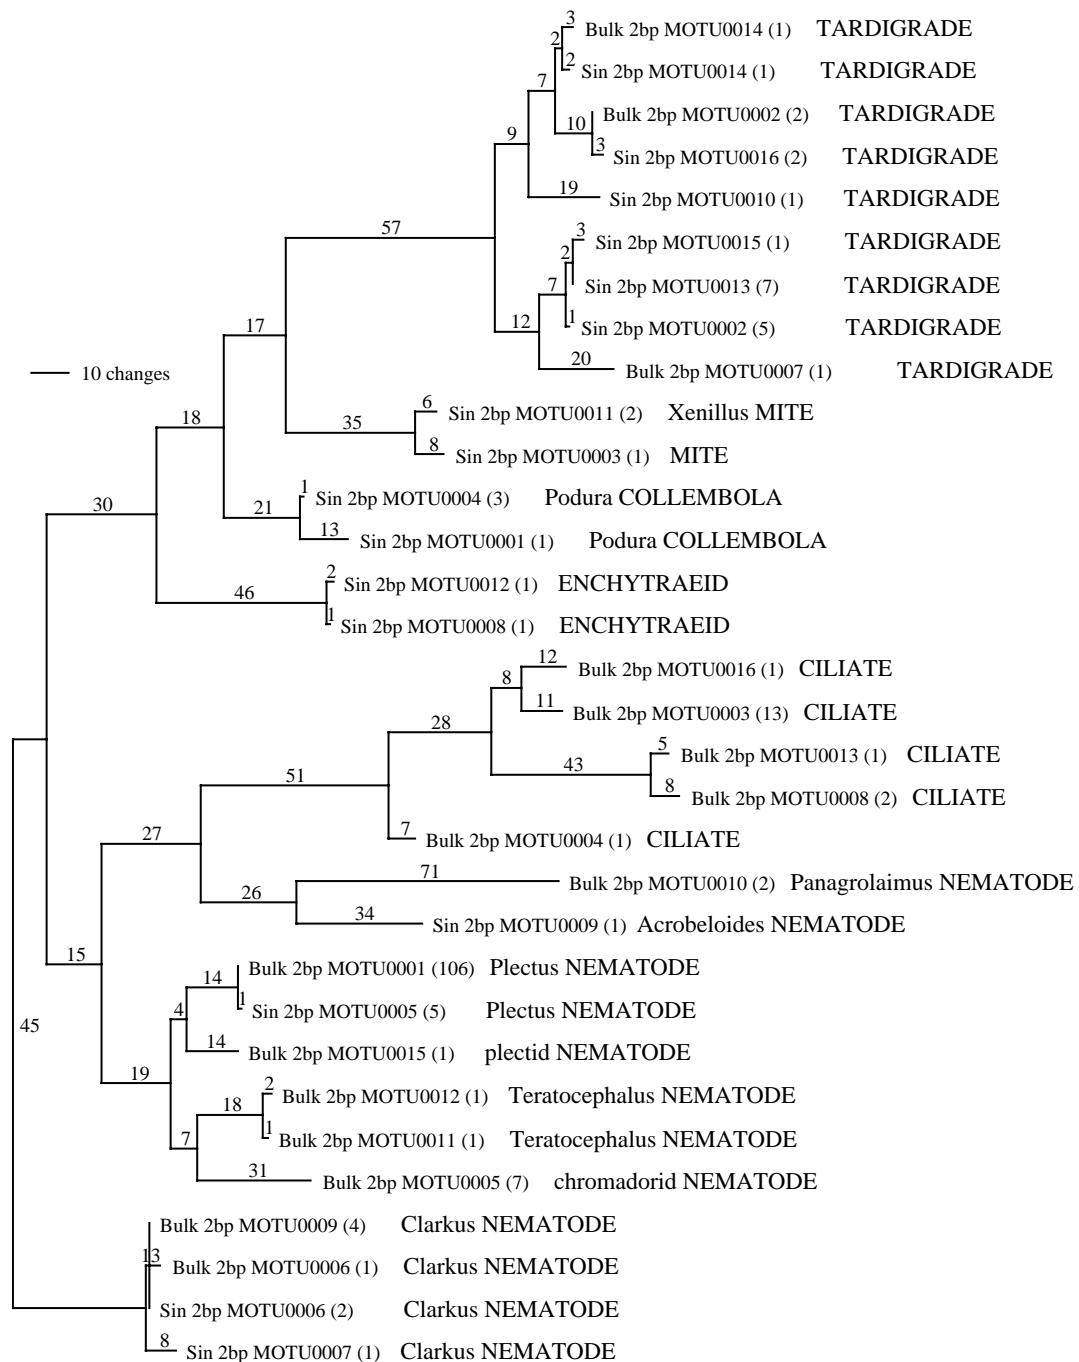 3
Bulk 2bp MOTU0014 (1) TARDIGRADE
2
2
Sin 2bp MOTU0014 (1) TARDIGRADE
7
Bulk 2bp MOTU0002 (2) TARDIGRADE
10
9
3
Sin 2bp MOTU0016 (2) TARDIGRADE
19
Sin 2bp MOTU0010 (1) TARDIGRADE
57
3
Sin 2bp MOTU0015 (1) TARDIGRADE
2
7
Sin 2bp MOTU0013 (7) TARDIGRADE
17
12
1
Sin 2bp MOTU0002 (5) TARDIGRADE
20
Bulk 2bp MOTU0007 (1) TARDIGRADE
10 changes
6
Sin 2bp MOTU0011 (2) Xenillus MITE
18
35
8
Sin 2bp MOTU0003 (1) MITE
1
Sin 2bp MOTU0004 (3) Podura COLLEMBOLA
30
21
13
Sin 2bp MOTU0001 (1) Podura COLLEMBOLA
2
Sin 2bp MOTU0012 (1) ENCHYTRAEID
46
1
Sin 2bp MOTU0008 (1) ENCHYTRAEID
12
Bulk 2bp MOTU0016 (1) CILIATE
8
11
Bulk 2bp MOTU0003 (13) CILIATE
28
5
Bulk 2bp MOTU0013 (1) CILIATE
43
51
8
Bulk 2bp MOTU0008 (2) CILIATE
27
7
Bulk 2bp MOTU0004 (1) CILIATE
71
Bulk 2bp MOTU0010 (2) Panagrolaimus NEMATODE
26
34
Sin 2bp MOTU0009 (1) Acrobeloides NEMATODE
15
14
Bulk 2bp MOTU0001 (106) Plectus NEMATODE
4
1
Sin 2bp MOTU0005 (5) Plectus NEMATODE
45
14
Bulk 2bp MOTU0015 (1) plectid NEMATODE
19
2
Bulk 2bp MOTU0012 (1) Teratocephalus NEMATODE
18
7
1
Bulk 2bp MOTU0011 (1) Teratocephalus NEMATODE
31
Bulk 2bp MOTU0005 (7) chromadorid NEMATODE
Bulk 2bp MOTU0009 (4) Clarkus NEMATODE
1 3
Bulk 2bp MOTU0006 (1) Clarkus NEMATODE
Sin 2bp MOTU0006 (2) Clarkus NEMATODE
8
Sin 2bp MOTU0007 (1) Clarkus NEMATODE